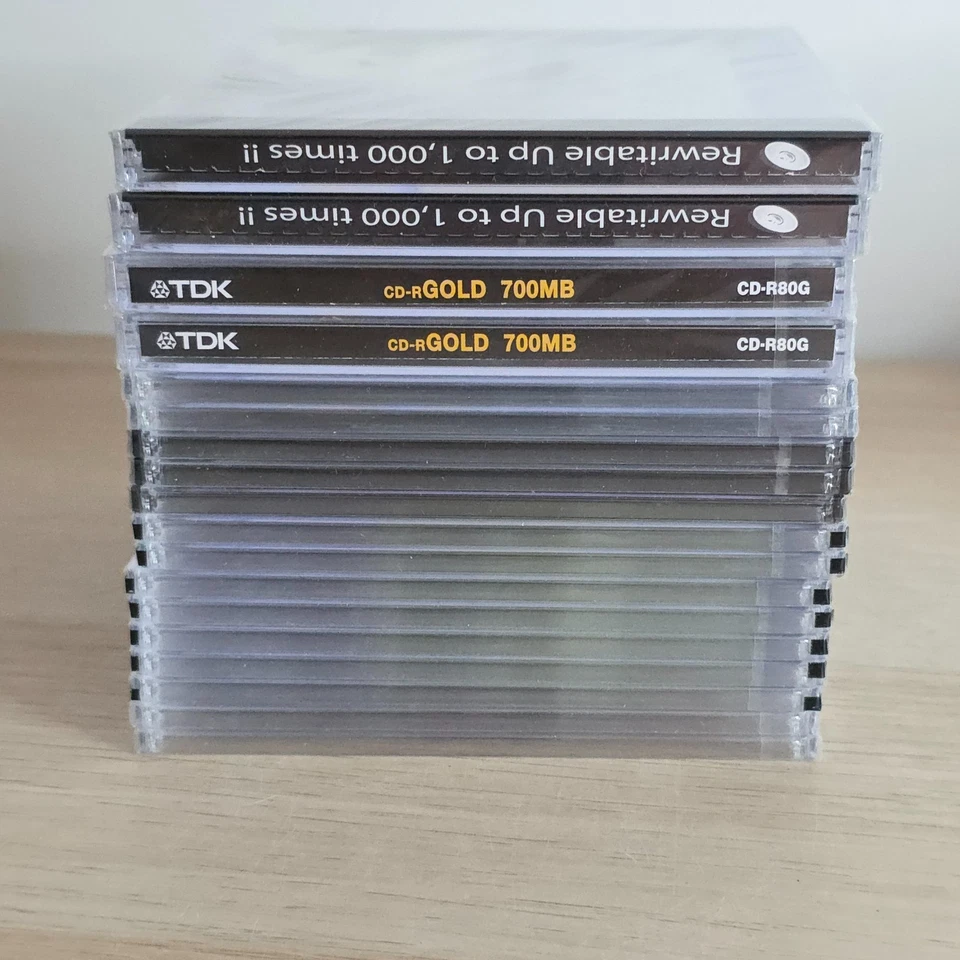 Rewritable Up to 1,000 times !!
Rewritable Up to 1,000 times !!
TDK CD-RGOLD 700MB CD-R80G
TDK CD-RGOLD 700MB CD-R80G